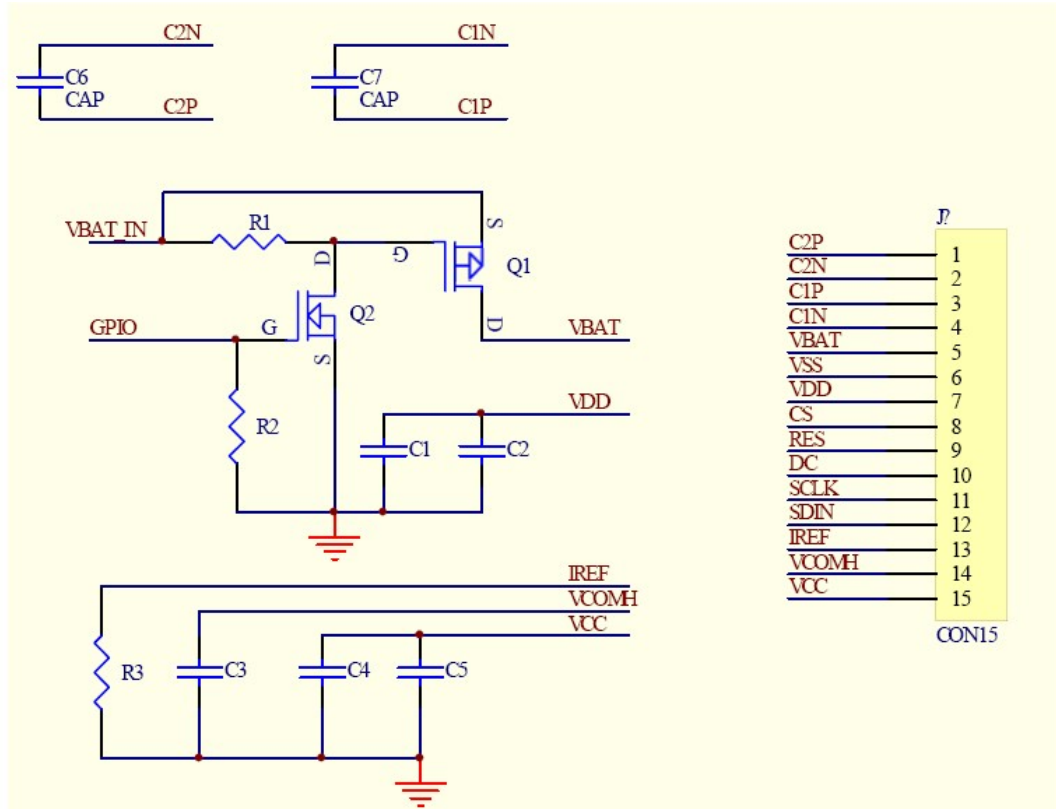 C2N
C6
CAP
C2P
C1N
C7
CAP
C1P
VBAT_IN
R1
S
D
G
Q1
D
VBAT
GPIO
G
Q2
S
R2
VDD
C1
C2
IREF
VCOMH
VCC
R3
C3
C4
C5
J?
C2P 1
C2N 2
C1P 3
C1N 4
VBAT 5
VSS 6
VDD 7
CS 8
RES 9
DC 10
SCLK 11
SDIN 12
IREF 13
VCOMH 14
VCC 15
CON15